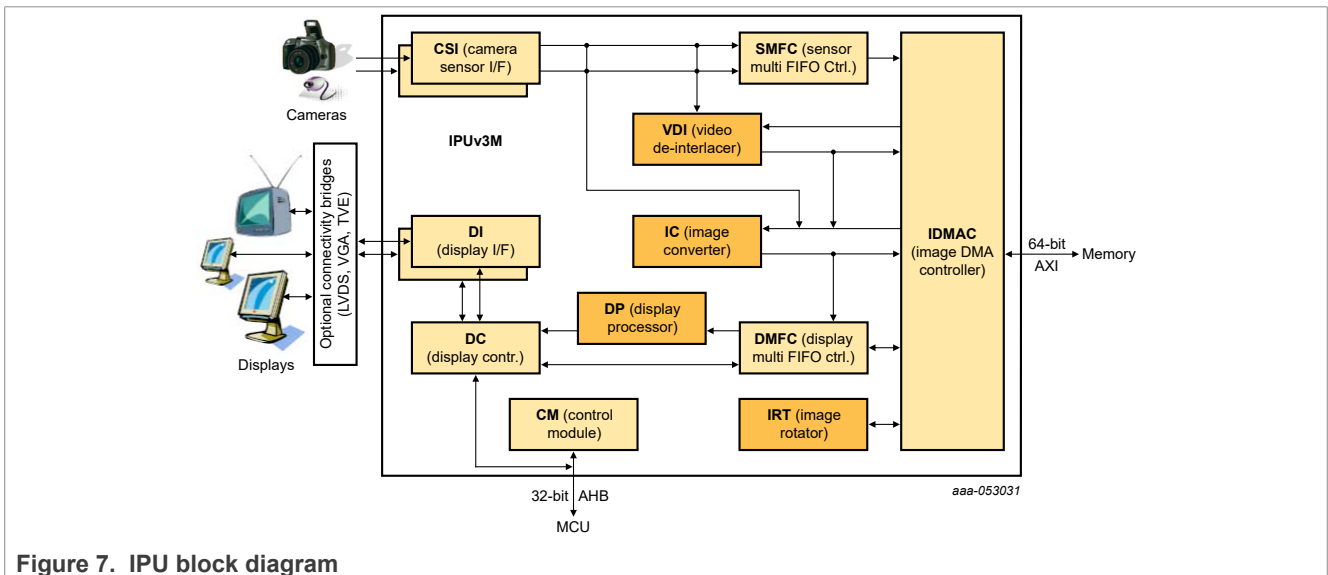 CSI (camera
sensor I/F)
SMFC (sensor
multi FIFO Ctrl.)
Cameras
IPUv3M
VDI (video
de-interlacer)
Optional connectivity bridges
(LVDS, VGA, TVE)
DI
(display I/F)
IC (image
converter)
IDMAC
(image DMA
controller)
64-bit
AXI
Memory
DP (display
processor)
DC
(display contr.)
DMFC (display
multi FIFO ctrl.)
Displays
CM (control
module)
IRT (image
rotator)
aaa-053031
32-bit AHB
MCU
Figure 7. IPU block diagram